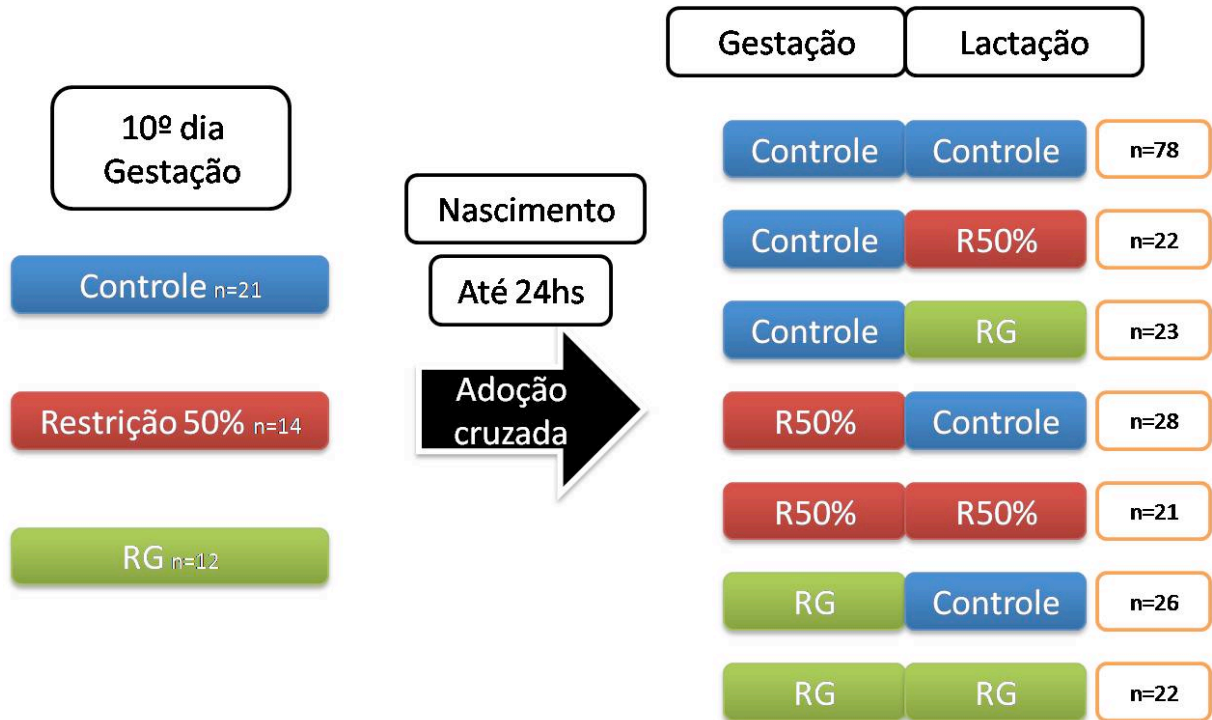 10º dia
Gestação
Controle n=21
Restrição 50% n=14
RG n=12
Nascimento
Até 24hs
Adoção
cruzada
Gestação Lactação
Controle Controle n=78
Controle R50% n=22
Controle RG n=23
R50% Controle n=28
R50% R50% n=21
RG Controle n=26
RG RG n=22